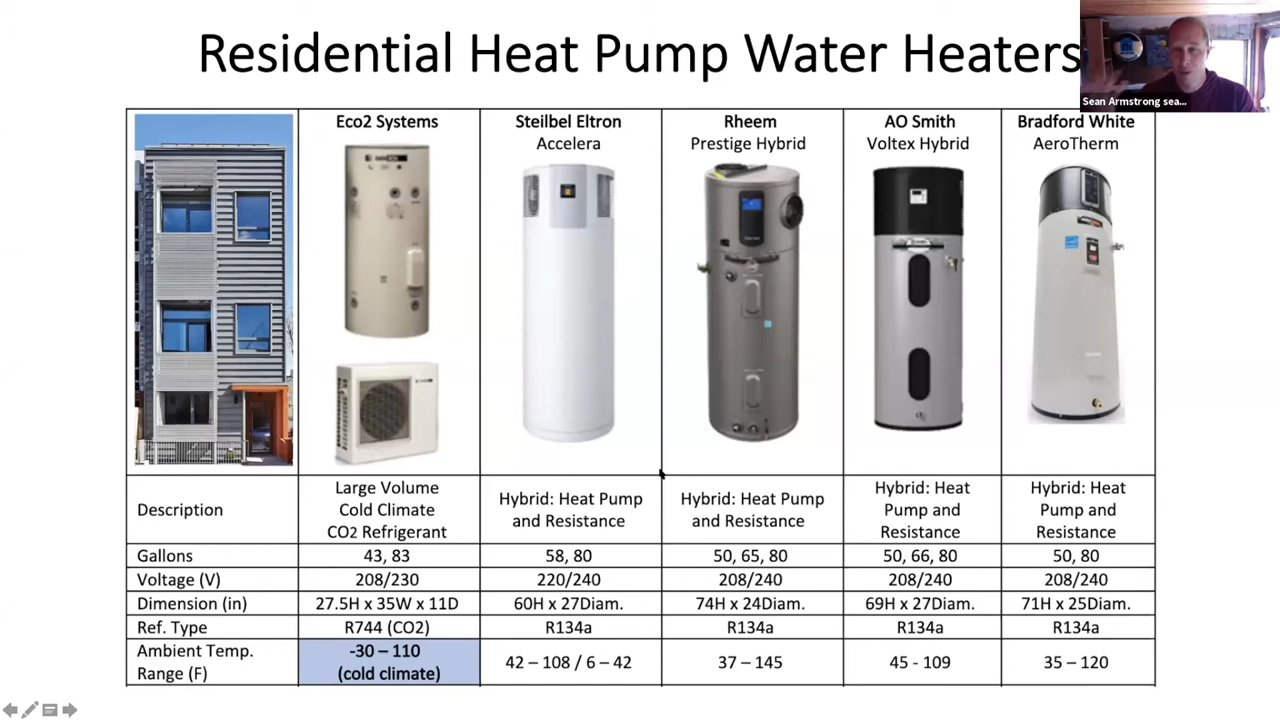 Residential Heat Pump Water Heaters
Sean Armstrong sea...
Eco2 Systems
Steilbel Eltron
Accelera
Rheem
Prestige Hybrid
AO Smith
Voltex Hybrid
Bradford White
AeroTherm
Description
Large Volume
Cold Climate
CO2 Refrigerant
Hybrid: Heat Pump
and Resistance
Hybrid: Heat Pump
and Resistance
Hybrid: Heat
Pump and
Resistance
Hybrid: Heat
Pump and
Resistance
Gallons 43, 83 58, 80 50, 65, 80 50, 66, 80 50, 80
Voltage (V) 208/230 220/240 208/240 208/240 208/240
Dimension (in) 27.5H x 35W x 11D 60H x 27Diam. 74H x 24Diam. 69H x 27Diam. 71H x 25Diam.
Ref. Type R744 (CO2) R134a R134a R134a R134a
Ambient Temp.
Range (F)
-30 – 110
(cold climate)
42 – 108 / 6 – 42
37 – 145
45 - 109
35 – 120